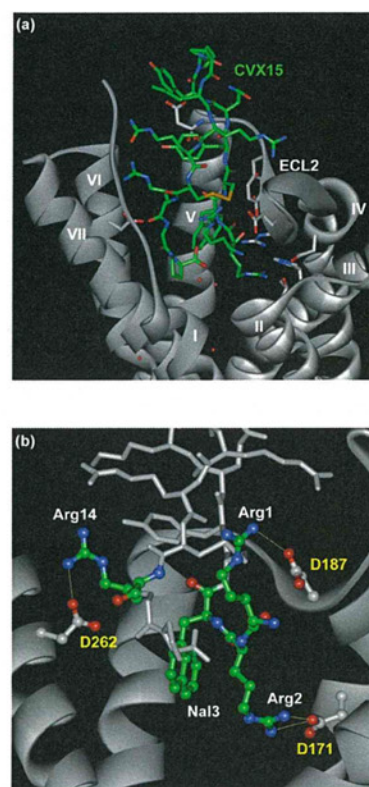 (a)
CVX15
ECL2
VI
IV
V
VII
III
II
I
(b)
Arg14
Arg1
D187
D262
Nal3
Arg2
D171